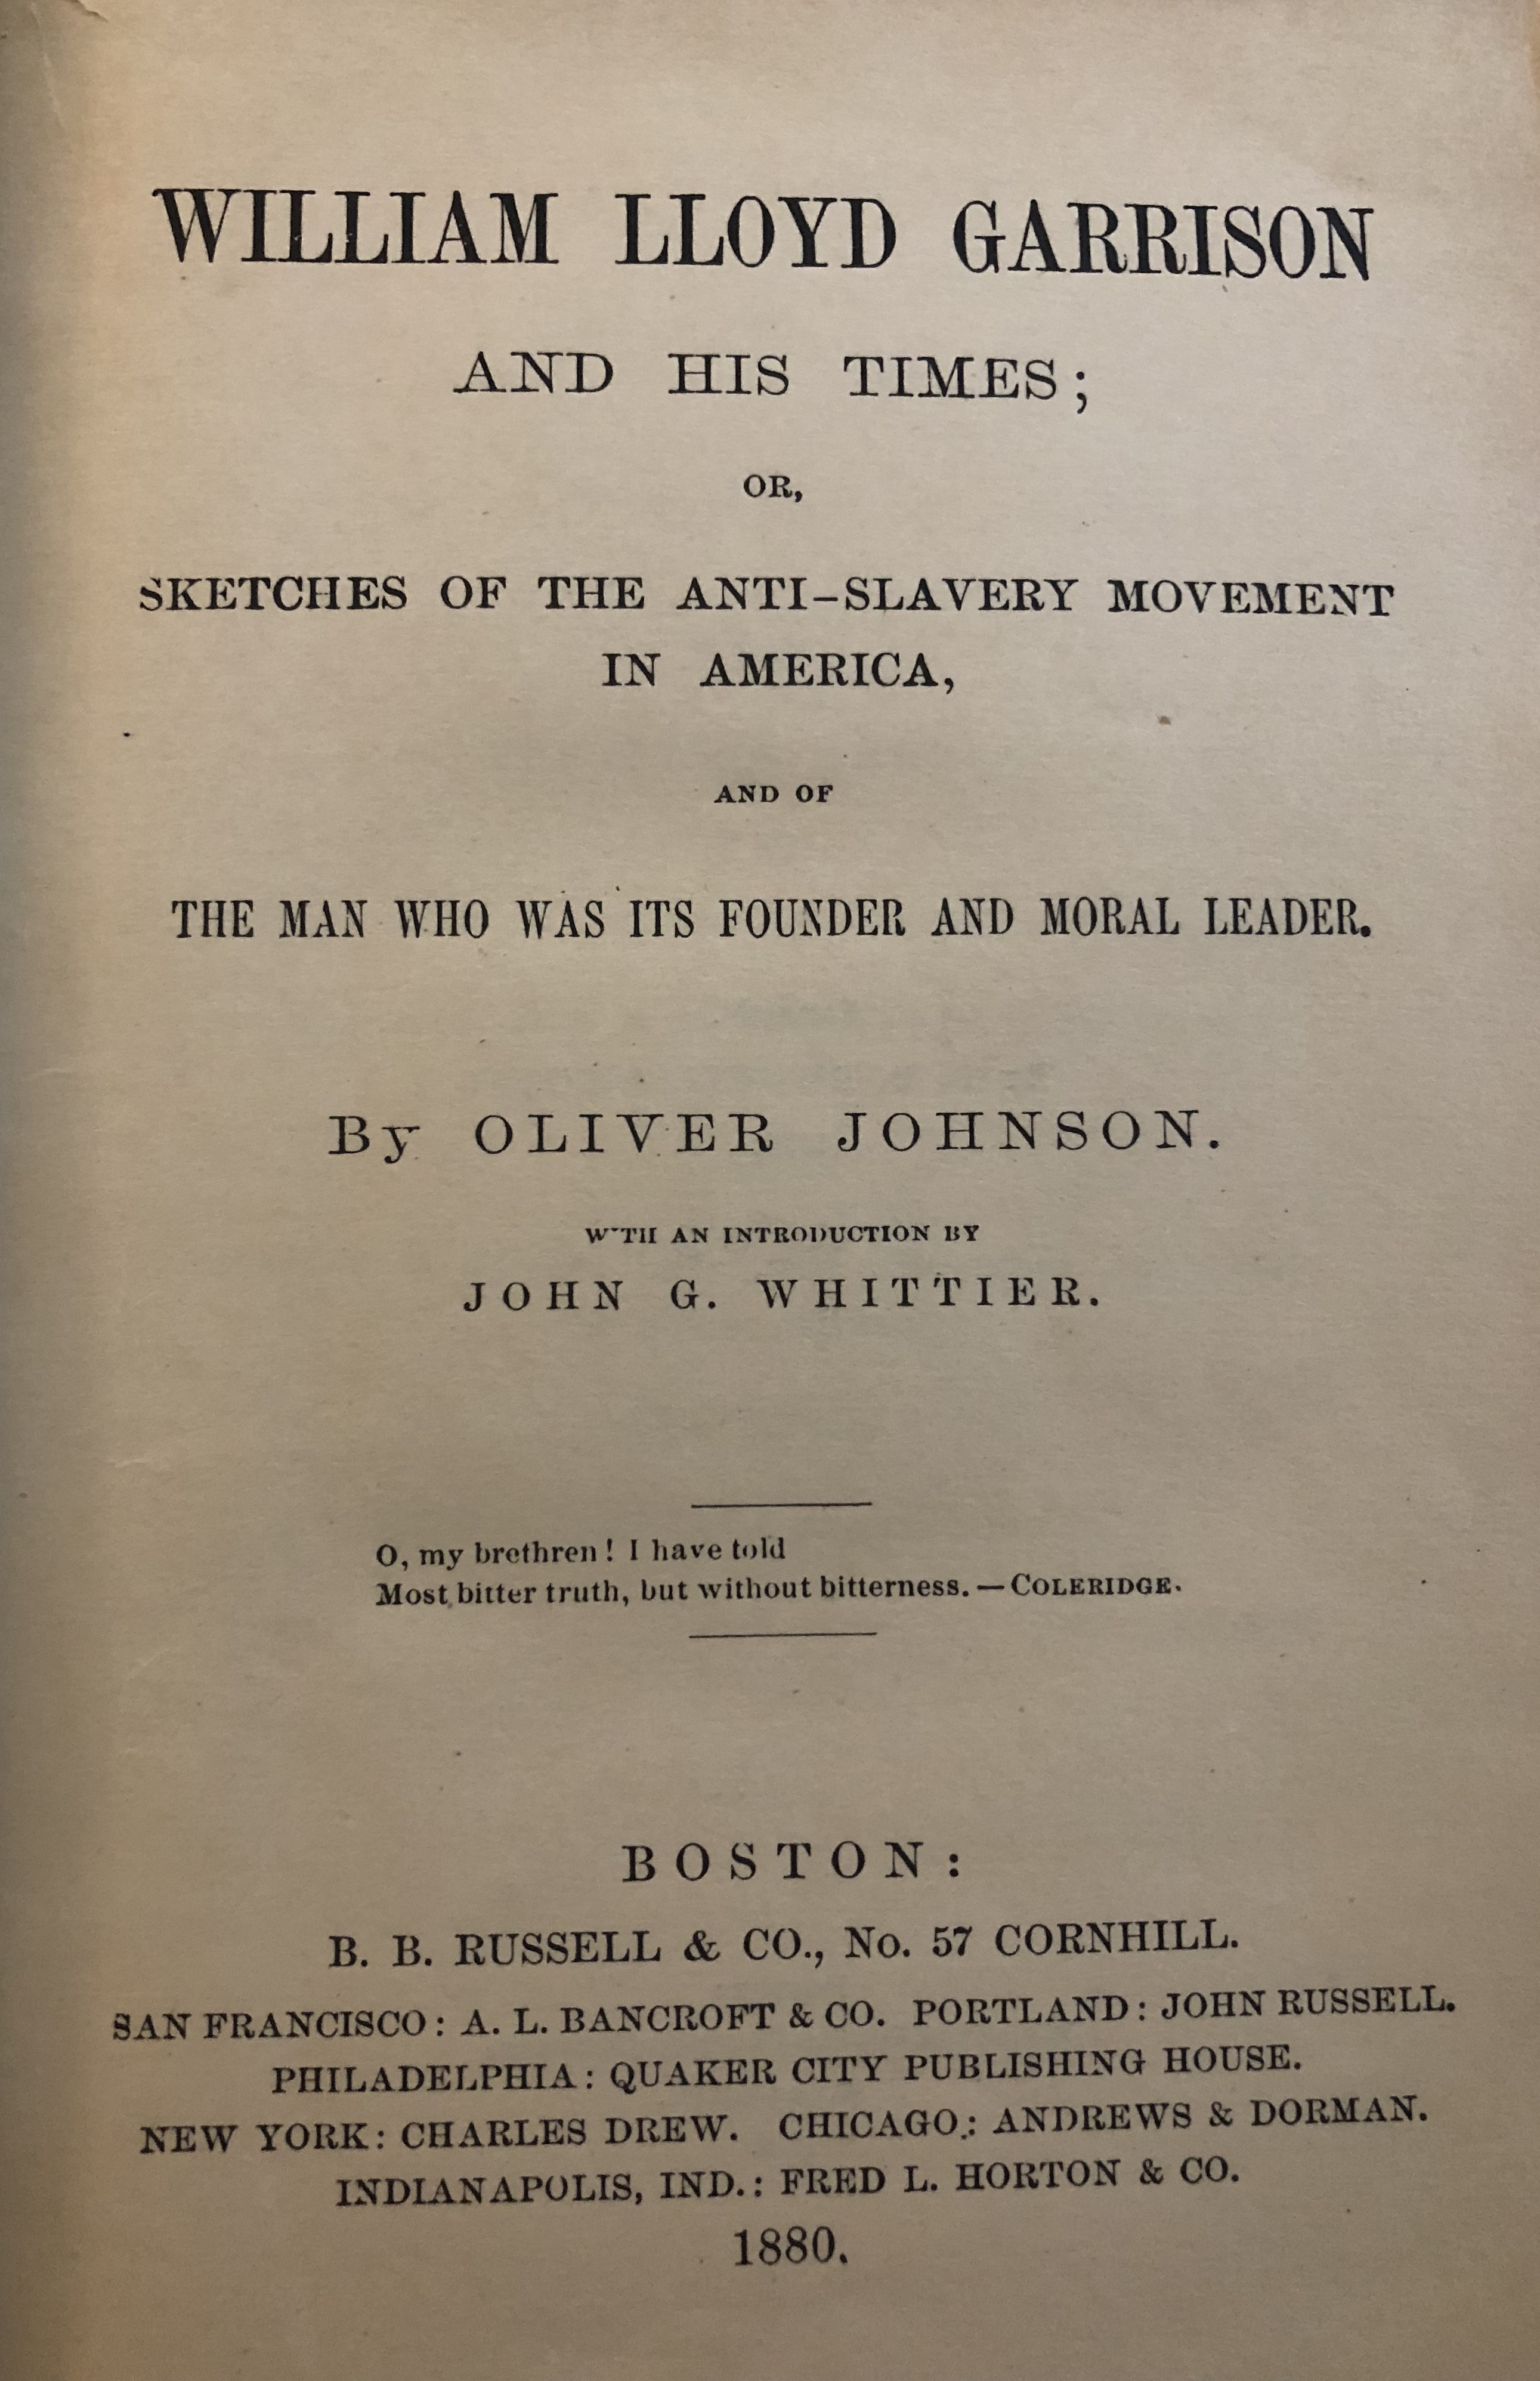 WILLIAM LLOYD GARRISON
AND HIS TIMES;
OR,
SKETCHES OF THE ANTI-SLAVERY MOVEMENT
IN AMERICA,
AND OF
THE MAN WHO WAS ITS FOUNDER AND MORAL LEADER.
By OLIVER JOHNSON.
WITH AN INTRODUCTION BY
JOHN G. WHITTIER.
O, my brethren! I have told
Most bitter truth, but without bitterness. — COLERIDGE.
BOSTON:
B. B. RUSSELL & CO., No. 57 CORNHILL.
SAN FRANCISCO: A. L. BANCROFT & CO. PORTLAND: JOHN RUSSELL.
PHILADELPHIA: QUAKER CITY PUBLISHING HOUSE.
NEW YORK: CHARLES DREW. CHICAGO: ANDREWS & DORMAN.
INDIANAPOLIS, IND.: FRED L. HORTON & CO.
1880.